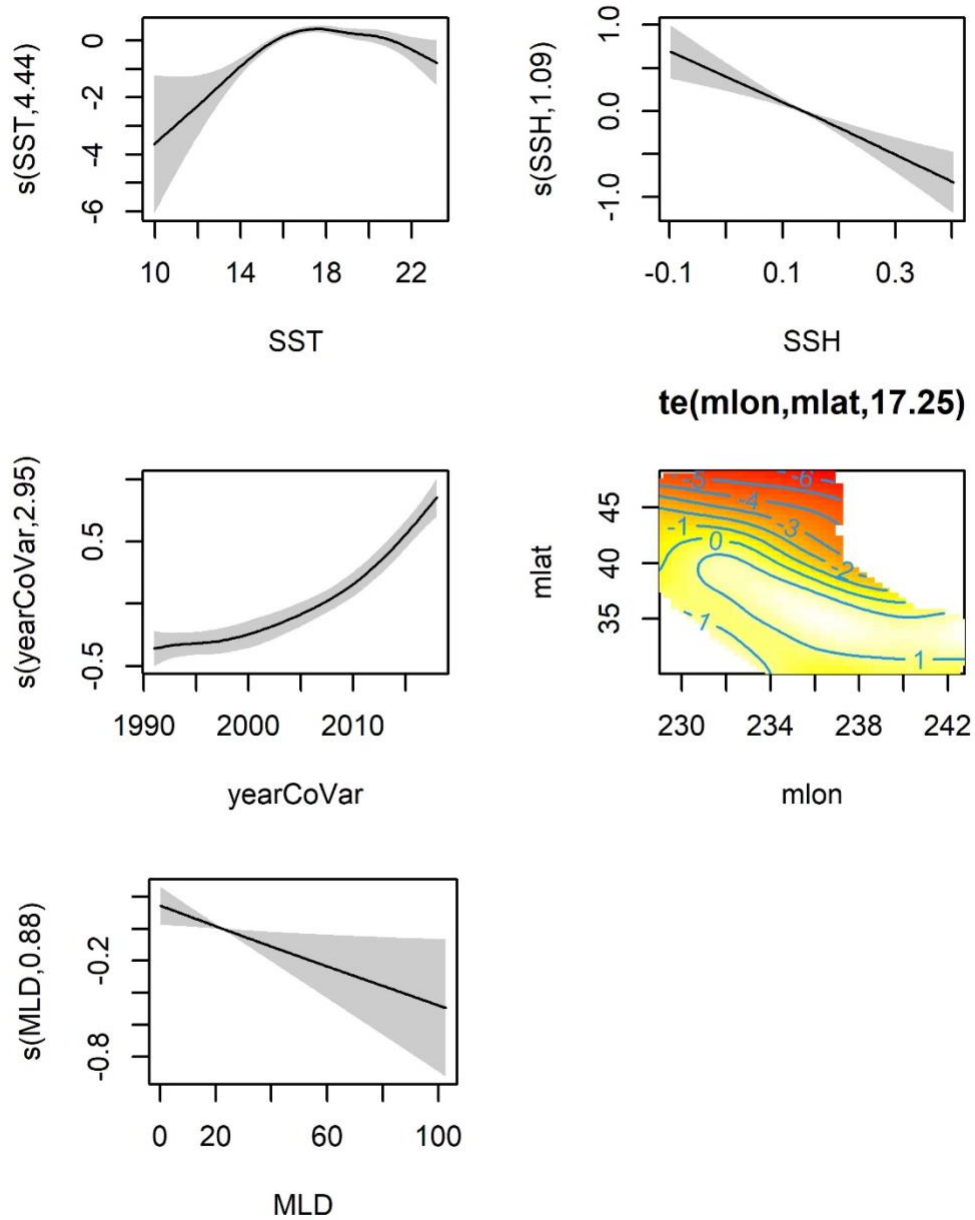 s(SST,4.44)
0
-2
-4
-6
10 14 18 22
SST
s(SSH,1.09)
1.0
0.0
-1.0
-0.1 0.1 0.3
SSH
s(yearCoVar,2.95)
0.5
-0.5
1990 2000 2010
yearCoVar
te(mlon,mlat,17.25)
mlat
45
40
35
-5 -6
-4
-3
-1 0
-2
-1
1
230 234 238 242
mlon
s(MLD,0.88)
-0.2
-0.8
0 20 60 100
MLD